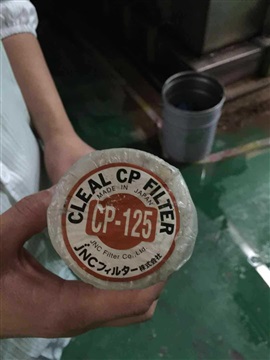 CLEAL CP FILTER
MADE IN JAPAN
CP-125
JNC Filter Co.,Ltd.
JNCフィルター株式会社